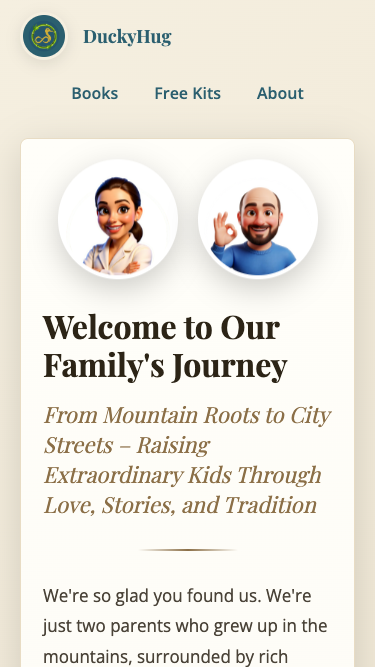 DuckyHug
Books Free Kits About
Welcome to Our
Family's Journey
From Mountain Roots to City
Streets – Raising
Extraordinary Kids Through
Love, Stories, and Tradition
We're so glad you found us. We're
just two parents who grew up in the
mountains, surrounded by rich